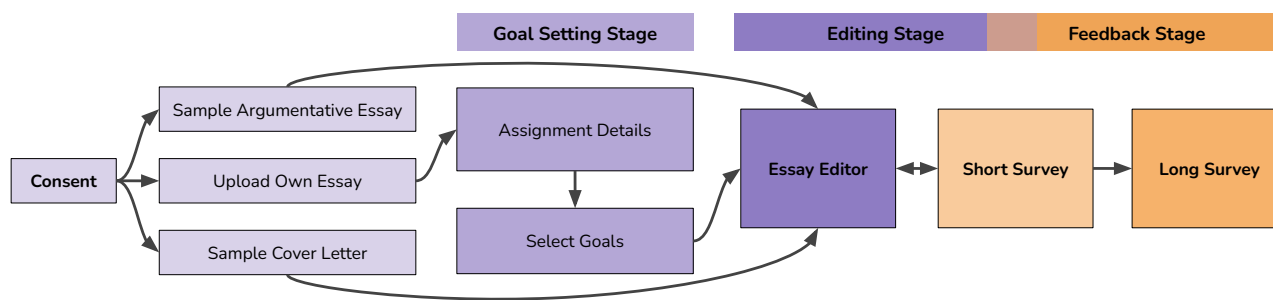 Goal Setting Stage
Editing Stage
Feedback Stage
Sample Argumentative Essay
Assignment Details
Consent
Upload Own Essay
Essay Editor
Short Survey
Long Survey
Select Goals
Sample Cover Letter